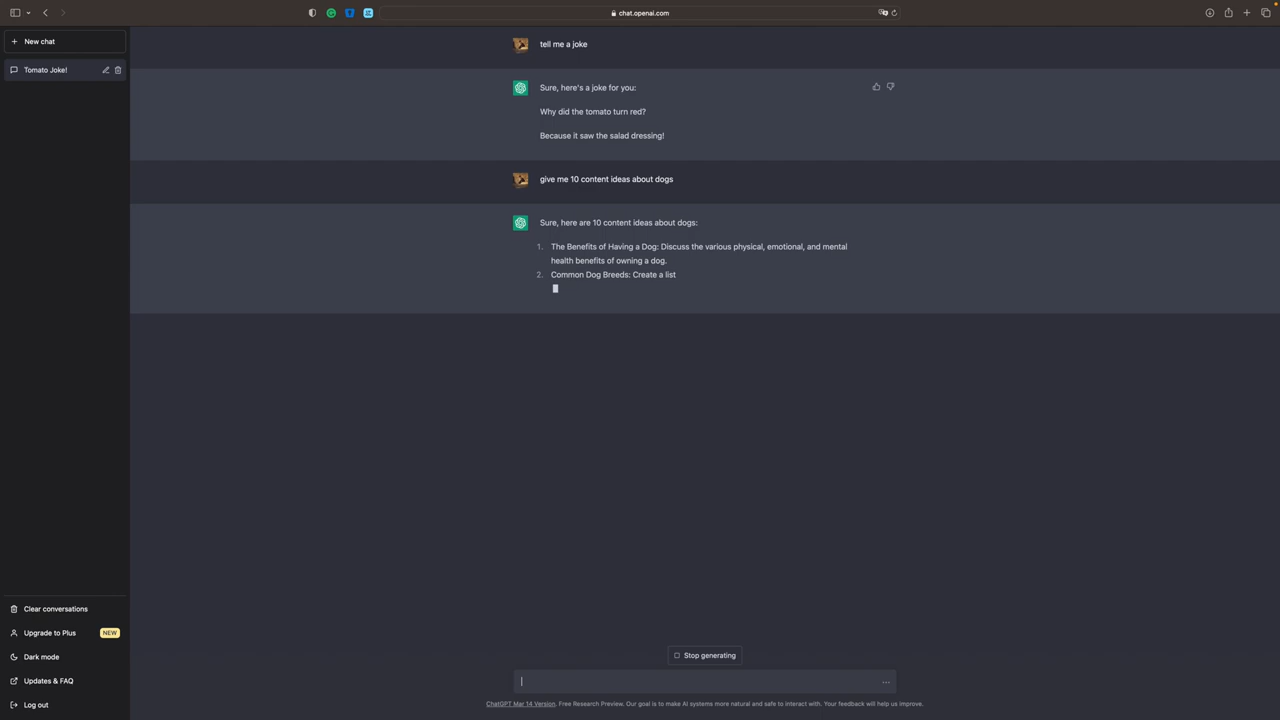 chat.openai.com
New chat
Tomato Joke!
tell me a joke
Sure, here's a joke for you:
Why did the tomato turn red?
Because it saw the salad dressing!
give me 10 content ideas about dogs
Sure, here are 10 content ideas about dogs:
1. The Benefits of Having a Dog: Discuss the various physical, emotional, and mental
health benefits of owning a dog.
2. Common Dog Breeds: Create a list
Clear conversations
Upgrade to Plus NEW
Dark mode
Updates & FAQ
Log out
Stop generating
ChatGPT Mar 14 Version. Free Research Preview. Our goal is to make AI systems more natural and safe to interact with. Your feedback will help us improve.